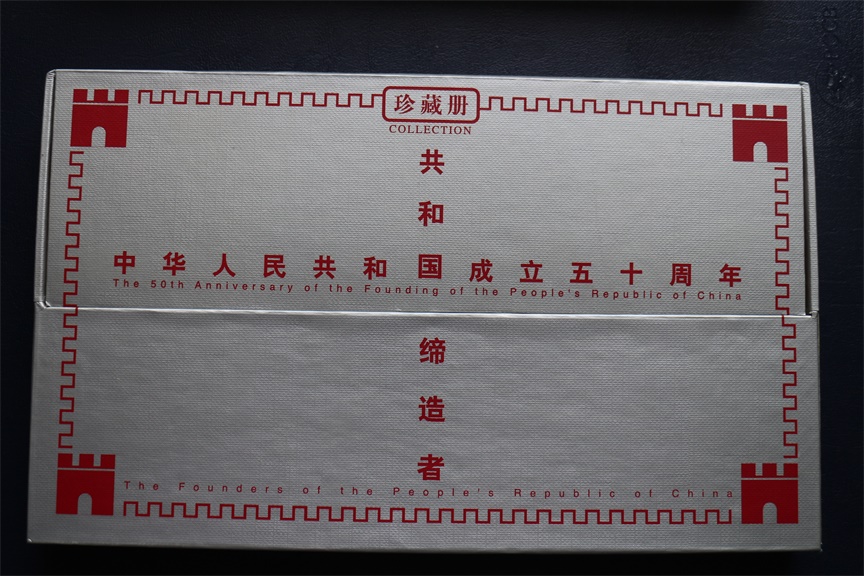 珍藏册
COLLECTION
共
和
中华人民共和国成立五十周年
The 50th Anniversary of the Founding of the People's Republic of China
缔
造
者
The Founders of the People's Republic of China